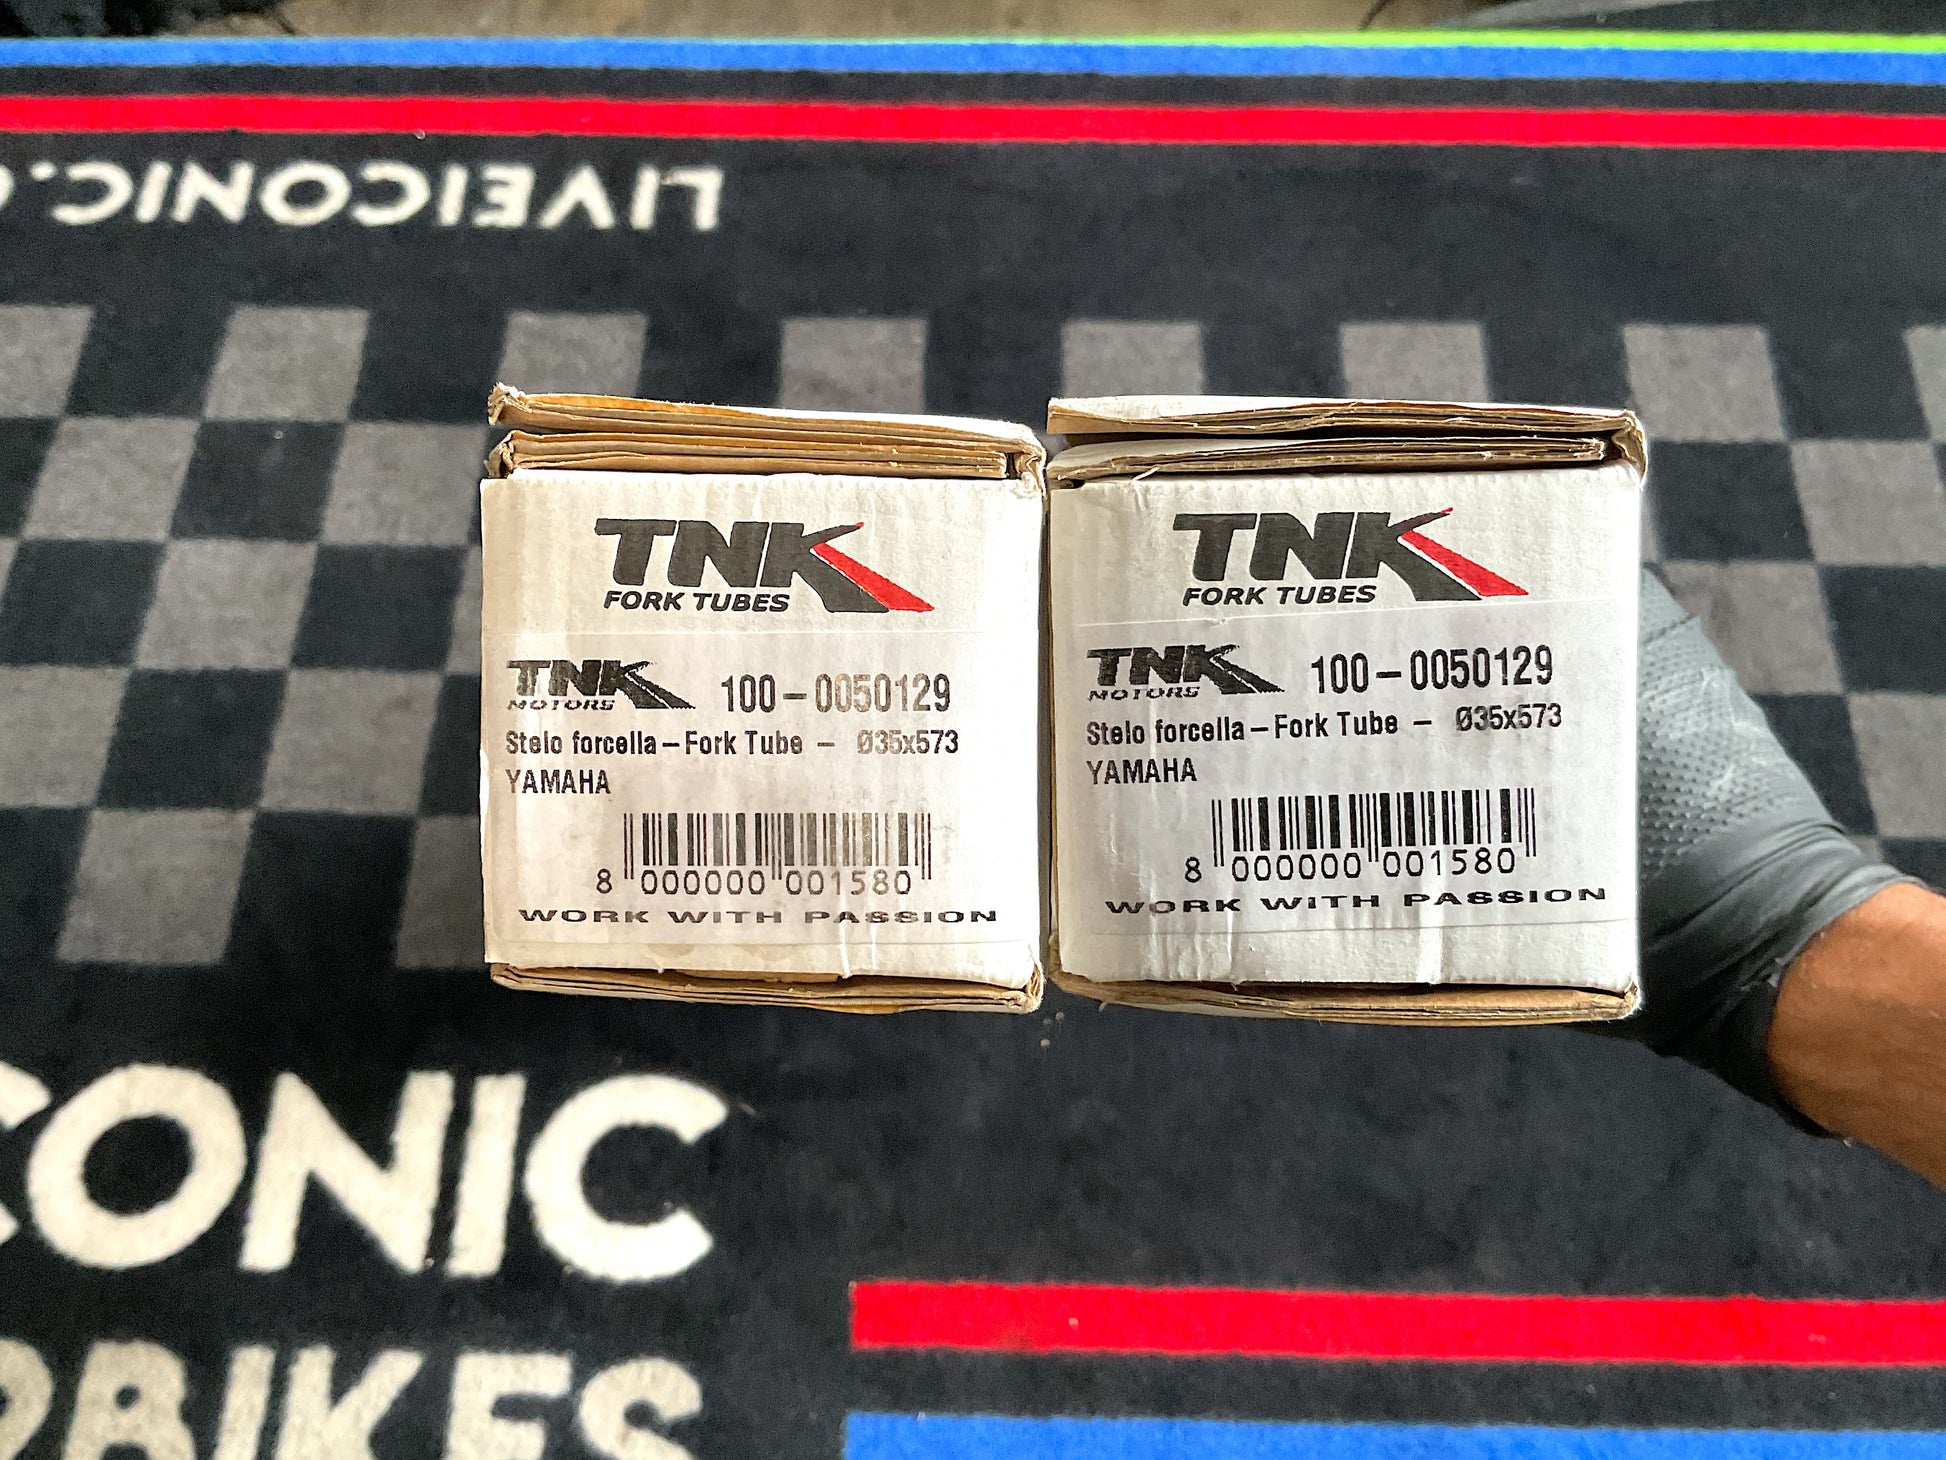 LIVEICONIC.
TNK
FORK TUBES
TNK
MOTORS
100-0050129
Stelo forcella - Fork Tube - Ø35x573
YAMAHA
8 000000 001580
WORK WITH PASSION
TNK
FORK TUBES
TNK
MOTORS
100-0050129
Stelo forcella - Fork Tube - Ø35x573
YAMAHA
8 000000 001580
WORK WITH PASSION
CONIC
RBIKES